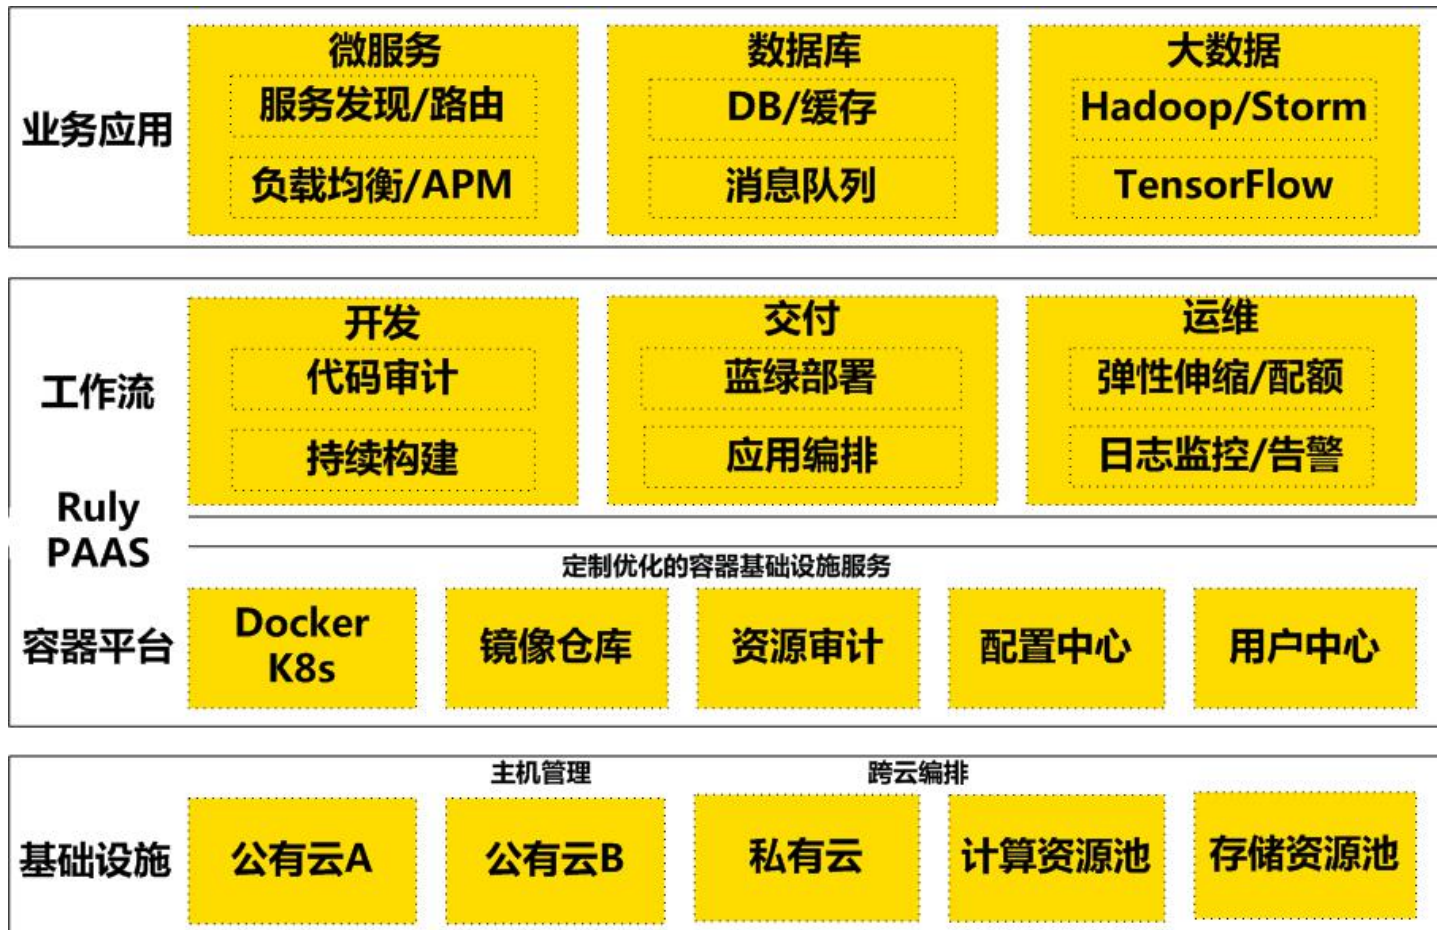 业务应用
微服务
服务发现/路由
负载均衡/APM
数据库
DB/缓存
消息队列
大数据
Hadoop/Storm
TensorFlow
工作流
开发
代码审计
持续构建
交付
蓝绿部署
应用编排
运维
弹性伸缩/配额
日志监控/告警
Ruly
PAAS
容器平台
定制优化的容器基础设施服务
Docker
K8s
镜像仓库
资源审计
配置中心
用户中心
基础设施
主机管理
跨云编排
公有云A
公有云B
私有云
计算资源池
存储资源池